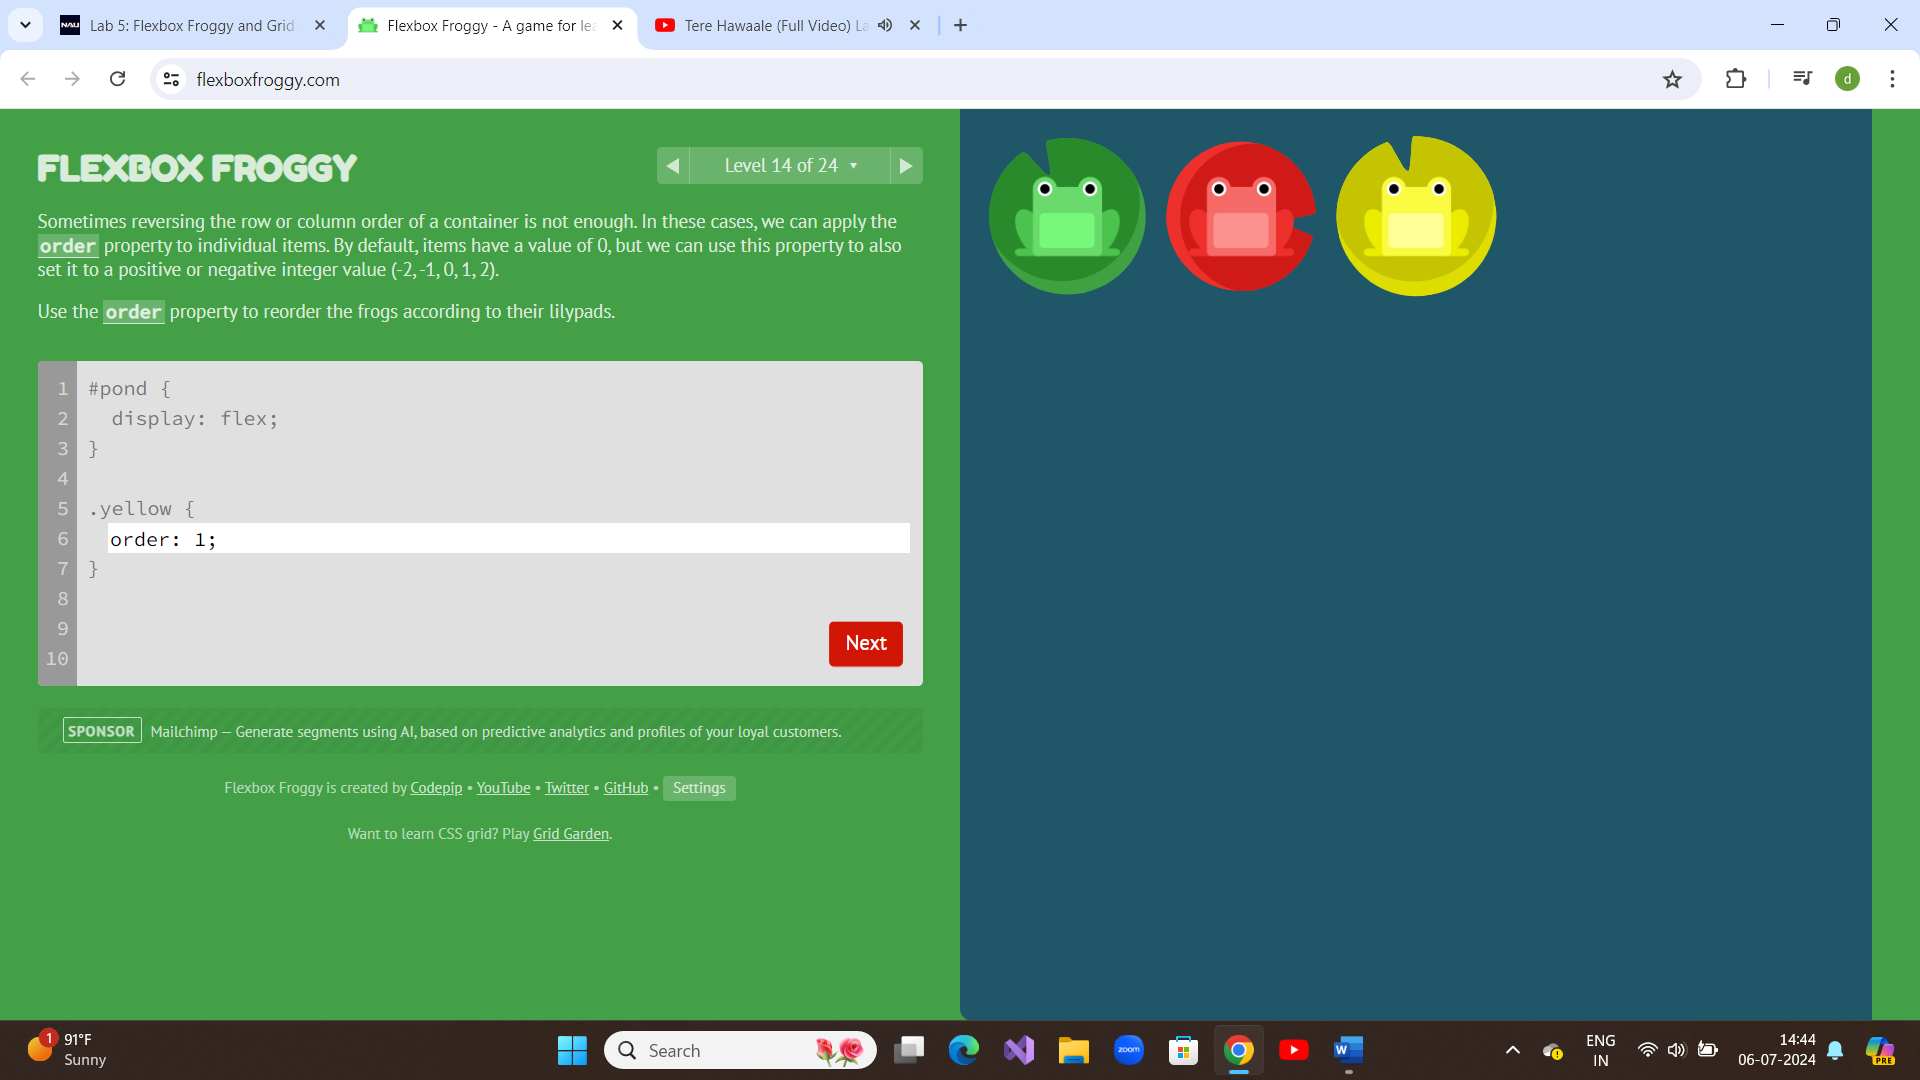 Lab 5: Flexbox Froggy and Grid
Flexbox Froggy - A game for lea
Tere Hawaale (Full Video) La
flexboxfroggy.com
d
FLEXBOX FROGGY
Level 14 of 24
Sometimes reversing the row or column order of a container is not enough. In these cases, we can apply the
order property to individual items. By default, items have a value of 0, but we can use this property to also
set it to a positive or negative integer value (-2, -1, 0, 1, 2).
Use the order property to reorder the frogs according to their lilypads.
1 #pond {
2 display: flex;
3 }
4
5 .yellow {
6 order: 1;
7 }
8
9
10
Next
SPONSOR Mailchimp — Generate segments using AI, based on predictive analytics and profiles of your loyal customers.
Flexbox Froggy is created by Codepip • YouTube • Twitter • GitHub • Settings
Want to learn CSS grid? Play Grid Garden.
1
91°F
Sunny
Search
zoom
W
ENG
IN
14:44
06-07-2024
PRE